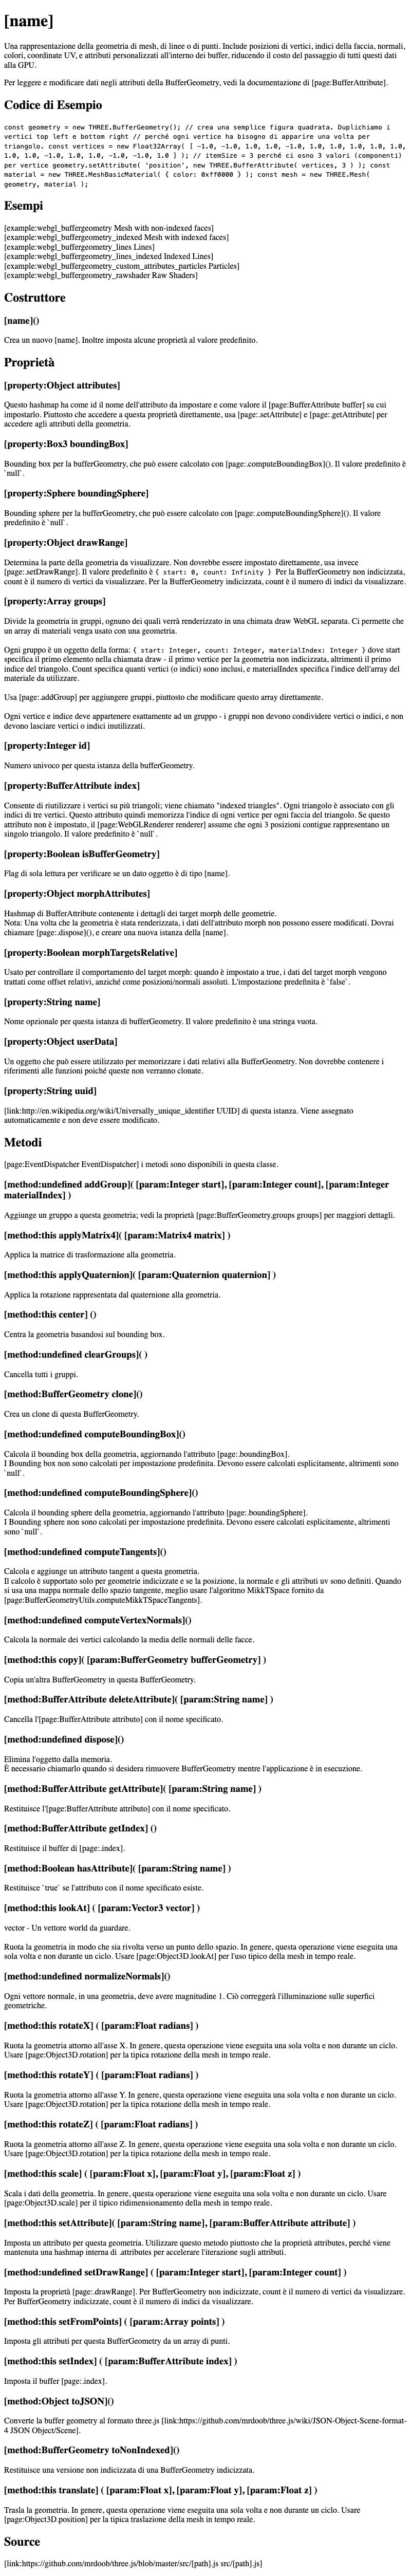 [name]
Una rappresentazione della geometria di mesh, di linee o di punti. Include posizioni di vertici, indici della faccia, normali,
colori, coordinate UV, e attributi personalizzati all'interno dei buffer, riducendo il costo del passaggio di tutti questi dati
alla GPU.
Per leggere e modificare dati negli attributi della BufferGeometry, vedi la documentazione di [page:BufferAttribute].
Codice di Esempio
const geometry = new THREE.BufferGeometry(); // crea una semplice figura quadrata. Duplichiamo i
vertici top left e bottom right // perché ogni vertice ha bisogno di apparire una volta per
triangolo. const vertices = new Float32Array( [ -1.0, -1.0, 1.0, 1.0, -1.0, 1.0, 1.0, 1.0, 1.0, 1.0,
1.0, 1.0, -1.0, 1.0, 1.0, -1.0, -1.0, 1.0 ] ); // itemSize = 3 perché ci osno 3 valori (componenti)
per vertice geometry.setAttribute( 'position', new THREE.BufferAttribute( vertices, 3 ) ); const
material = new THREE.MeshBasicMaterial( { color: 0xff0000 } ); const mesh = new THREE.Mesh(
geometry, material );
Esempi
[example:webgl_buffergeometry Mesh with non-indexed faces]
[example:webgl_buffergeometry_indexed Mesh with indexed faces]
[example:webgl_buffergeometry_lines Lines]
[example:webgl_buffergeometry_lines_indexed Indexed Lines]
[example:webgl_buffergeometry_custom_attributes_particles Particles]
[example:webgl_buffergeometry_rawshader Raw Shaders]
Costruttore
[name]()
Crea un nuovo [name]. Inoltre imposta alcune proprietà al valore predefinito.
Proprietà
[property:Object attributes]
Questo hashmap ha come id il nome dell'attributo da impostare e come valore il [page:BufferAttribute buffer] su cui
impostarlo. Piuttosto che accedere a questa proprietà direttamente, usa [page:.setAttribute] e [page:.getAttribute] per
accedere agli attributi della geometria.
[property:Box3 boundingBox]
Bounding box per la bufferGeometry, che può essere calcolato con [page:.computeBoundingBox](). Il valore predefinito è
`null`.
[property:Sphere boundingSphere]
Bounding sphere per la bufferGeometry, che può essere calcolato con [page:.computeBoundingSphere](). Il valore
predefinito è `null`.
[property:Object drawRange]
Determina la parte della geometria da visualizzare. Non dovrebbe essere impostato direttamente, usa invece
[page:.setDrawRange]. Il valore predefinito è { start: 0, count: Infinity } Per la BufferGeometry non indicizzata,
count è il numero di vertici da visualizzare. Per la BufferGeometry indicizzata, count è il numero di indici da visualizzare.
[property:Array groups]
Divide la geometria in gruppi, ognuno dei quali verrà renderizzato in una chimata draw WebGL separata. Ci permette che
un array di materiali venga usato con una geometria.
Ogni gruppo è un oggetto della forma: { start: Integer, count: Integer, materialIndex: Integer } dove start
specifica il primo elemento nella chiamata draw - il primo vertice per la geometria non indicizzata, altrimenti il primo
indice del triangolo. Count specifica quanti vertici (o indici) sono inclusi, e materialIndex specifica l'indice dell'array del
materiale da utilizzare.
Usa [page:.addGroup] per aggiungere gruppi, piuttosto che modificare questo array direttamente.
Ogni vertice e indice deve appartenere esattamente ad un gruppo - i gruppi non devono condividere vertici o indici, e non
devono lasciare vertici o indici inutilizzati.
[property:Integer id]
Numero univoco per questa istanza della bufferGeometry.
[property:BufferAttribute index]
Consente di riutilizzare i vertici su più triangoli; viene chiamato "indexed triangles". Ogni triangolo è associato con gli
indici di tre vertici. Questo attributo quindi memorizza l'indice di ogni vertice per ogni faccia del triangolo. Se questo
attributo non è impostato, il [page:WebGLRenderer renderer] assume che ogni 3 posizioni contigue rappresentano un
singolo triangolo. Il valore predefinito è `null`.
[property:Boolean isBufferGeometry]
Flag di sola lettura per verificare se un dato oggetto è di tipo [name].
[property:Object morphAttributes]
Hashmap di BufferAttribute contenente i dettagli dei target morph delle geometrie.
Nota: Una volta che la geometria è stata renderizzata, i dati dell'attributo morph non possono essere modificati. Dovrai
chiamare [page:.dispose](), e creare una nuova istanza della [name].
[property:Boolean morphTargetsRelative]
Usato per controllare il comportamento del target morph: quando è impostato a true, i dati del target morph vengono
trattati come offset relativi, anziché come posizioni/normali assoluti. L'impostazione predefinita è `false`.
[property:String name]
Nome opzionale per questa istanza di bufferGeometry. Il valore predefinito è una stringa vuota.
[property:Object userData]
Un oggetto che può essere utilizzato per memorizzare i dati relativi alla BufferGeometry. Non dovrebbe contenere i
riferimenti alle funzioni poiché queste non verranno clonate.
[property:String uuid]
[link:http://en.wikipedia.org/wiki/Universally_unique_identifier UUID] di questa istanza. Viene assegnato
automaticamente e non deve essere modificato.
Metodi
[page:EventDispatcher EventDispatcher] i metodi sono disponibili in questa classe.
[method:undefined addGroup]( [param:Integer start], [param:Integer count], [param:Integer
materialIndex] )
Aggiunge un gruppo a questa geometria; vedi la proprietà [page:BufferGeometry.groups groups] per maggiori dettagli.
[method:this applyMatrix4]( [param:Matrix4 matrix] )
Applica la matrice di trasformazione alla geometria.
[method:this applyQuaternion]( [param:Quaternion quaternion] )
Applica la rotazione rappresentata dal quaternione alla geometria.
[method:this center] ()
Centra la geometria basandosi sul bounding box.
[method:undefined clearGroups]( )
Cancella tutti i gruppi.
[method:BufferGeometry clone]()
Crea un clone di questa BufferGeometry.
[method:undefined computeBoundingBox]()
Calcola il bounding box della geometria, aggiornando l'attributo [page:.boundingBox].
I Bounding box non sono calcolati per impostazione predefinita. Devono essere calcolati esplicitamente, altrimenti sono
`null`.
[method:undefined computeBoundingSphere]()
Calcola il bounding sphere della geometria, aggiornando l'attributo [page:.boundingSphere].
I Bounding sphere non sono calcolati per impostazione predefinita. Devono essere calcolati esplicitamente, altrimenti
sono `null`.
[method:undefined computeTangents]()
Calcola e aggiunge un attributo tangent a questa geometria.
Il calcolo è supportato solo per geometrie indicizzate e se la posizione, la normale e gli attributi uv sono definiti. Quando
si usa una mappa normale dello spazio tangente, meglio usare l'algoritmo MikkTSpace fornito da
[page:BufferGeometryUtils.computeMikkTSpaceTangents].
[method:undefined computeVertexNormals]()
Calcola la normale dei vertici calcolando la media delle normali delle facce.
[method:this copy]( [param:BufferGeometry bufferGeometry] )
Copia un'altra BufferGeometry in questa BufferGeometry.
[method:BufferAttribute deleteAttribute]( [param:String name] )
Cancella l'[page:BufferAttribute attributo] con il nome specificato.
[method:undefined dispose]()
Elimina l'oggetto dalla memoria.
È necessario chiamarlo quando si desidera rimuovere BufferGeometry mentre l'applicazione è in esecuzione.
[method:BufferAttribute getAttribute]( [param:String name] )
Restituisce l'[page:BufferAttribute attributo] con il nome specificato.
[method:BufferAttribute getIndex] ()
Restituisce il buffer di [page:.index].
[method:Boolean hasAttribute]( [param:String name] )
Restituisce `true` se l'attributo con il nome specificato esiste.
[method:this lookAt] ( [param:Vector3 vector] )
vector - Un vettore world da guardare.
Ruota la geometria in modo che sia rivolta verso un punto dello spazio. In genere, questa operazione viene eseguita una
sola volta e non durante un ciclo. Usare [page:Object3D.lookAt] per l'uso tipico della mesh in tempo reale.
[method:undefined normalizeNormals]()
Ogni vettore normale, in una geometria, deve avere magnitudine 1. Ciò correggerà l'illuminazione sulle superfici
geometriche.
[method:this rotateX] ( [param:Float radians] )
Ruota la geometria attorno all'asse X. In genere, questa operazione viene eseguita una sola volta e non durante un ciclo.
Usare [page:Object3D.rotation] per la tipica rotazione della mesh in tempo reale.
[method:this rotateY] ( [param:Float radians] )
Ruota la geometria attorno all'asse Y. In genere, questa operazione viene eseguita una sola volta e non durante un ciclo.
Usare [page:Object3D.rotation] per la tipica rotazione della mesh in tempo reale.
[method:this rotateZ] ( [param:Float radians] )
Ruota la geometria attorno all'asse Z. In genere, questa operazione viene eseguita una sola volta e non durante un ciclo.
Usare [page:Object3D.rotation] per la tipica rotazione della mesh in tempo reale.
[method:this scale] ( [param:Float x], [param:Float y], [param:Float z] )
Scala i dati della geometria. In genere, questa operazione viene eseguita una sola volta e non durante un ciclo. Usare
[page:Object3D.scale] per il tipico ridimensionamento della mesh in tempo reale.
[method:this setAttribute]( [param:String name], [param:BufferAttribute attribute] )
Imposta un attributo per questa geometria. Utilizzare questo metodo piuttosto che la proprietà attributes, perché viene
mantenuta una hashmap interna di .attributes per accelerare l'iterazione sugli attributi.
[method:undefined setDrawRange] ( [param:Integer start], [param:Integer count] )
Imposta la proprietà [page:.drawRange]. Per BufferGeometry non indicizzate, count è il numero di vertici da visualizzare.
Per BufferGeometry indicizzate, count è il numero di indici da visualizzare.
[method:this setFromPoints] ( [param:Array points] )
Imposta gli attributi per questa BufferGeometry da un array di punti.
[method:this setIndex] ( [param:BufferAttribute index] )
Imposta il buffer [page:.index].
[method:Object toJSON]()
Converte la buffer geometry al formato three.js [link:https://github.com/mrdoob/three.js/wiki/JSON-Object-Scene-format-
4 JSON Object/Scene].
[method:BufferGeometry toNonIndexed]()
Restituisce una versione non indicizzata di una BufferGeometry indicizzata.
[method:this translate] ( [param:Float x], [param:Float y], [param:Float z] )
Trasla la geometria. In genere, questa operazione viene eseguita una sola volta e non durante un ciclo. Usare
[page:Object3D.position] per la tipica traslazione della mesh in tempo reale.
Source
[link:https://github.com/mrdoob/three.js/blob/master/src/[path].js src/[path].js]